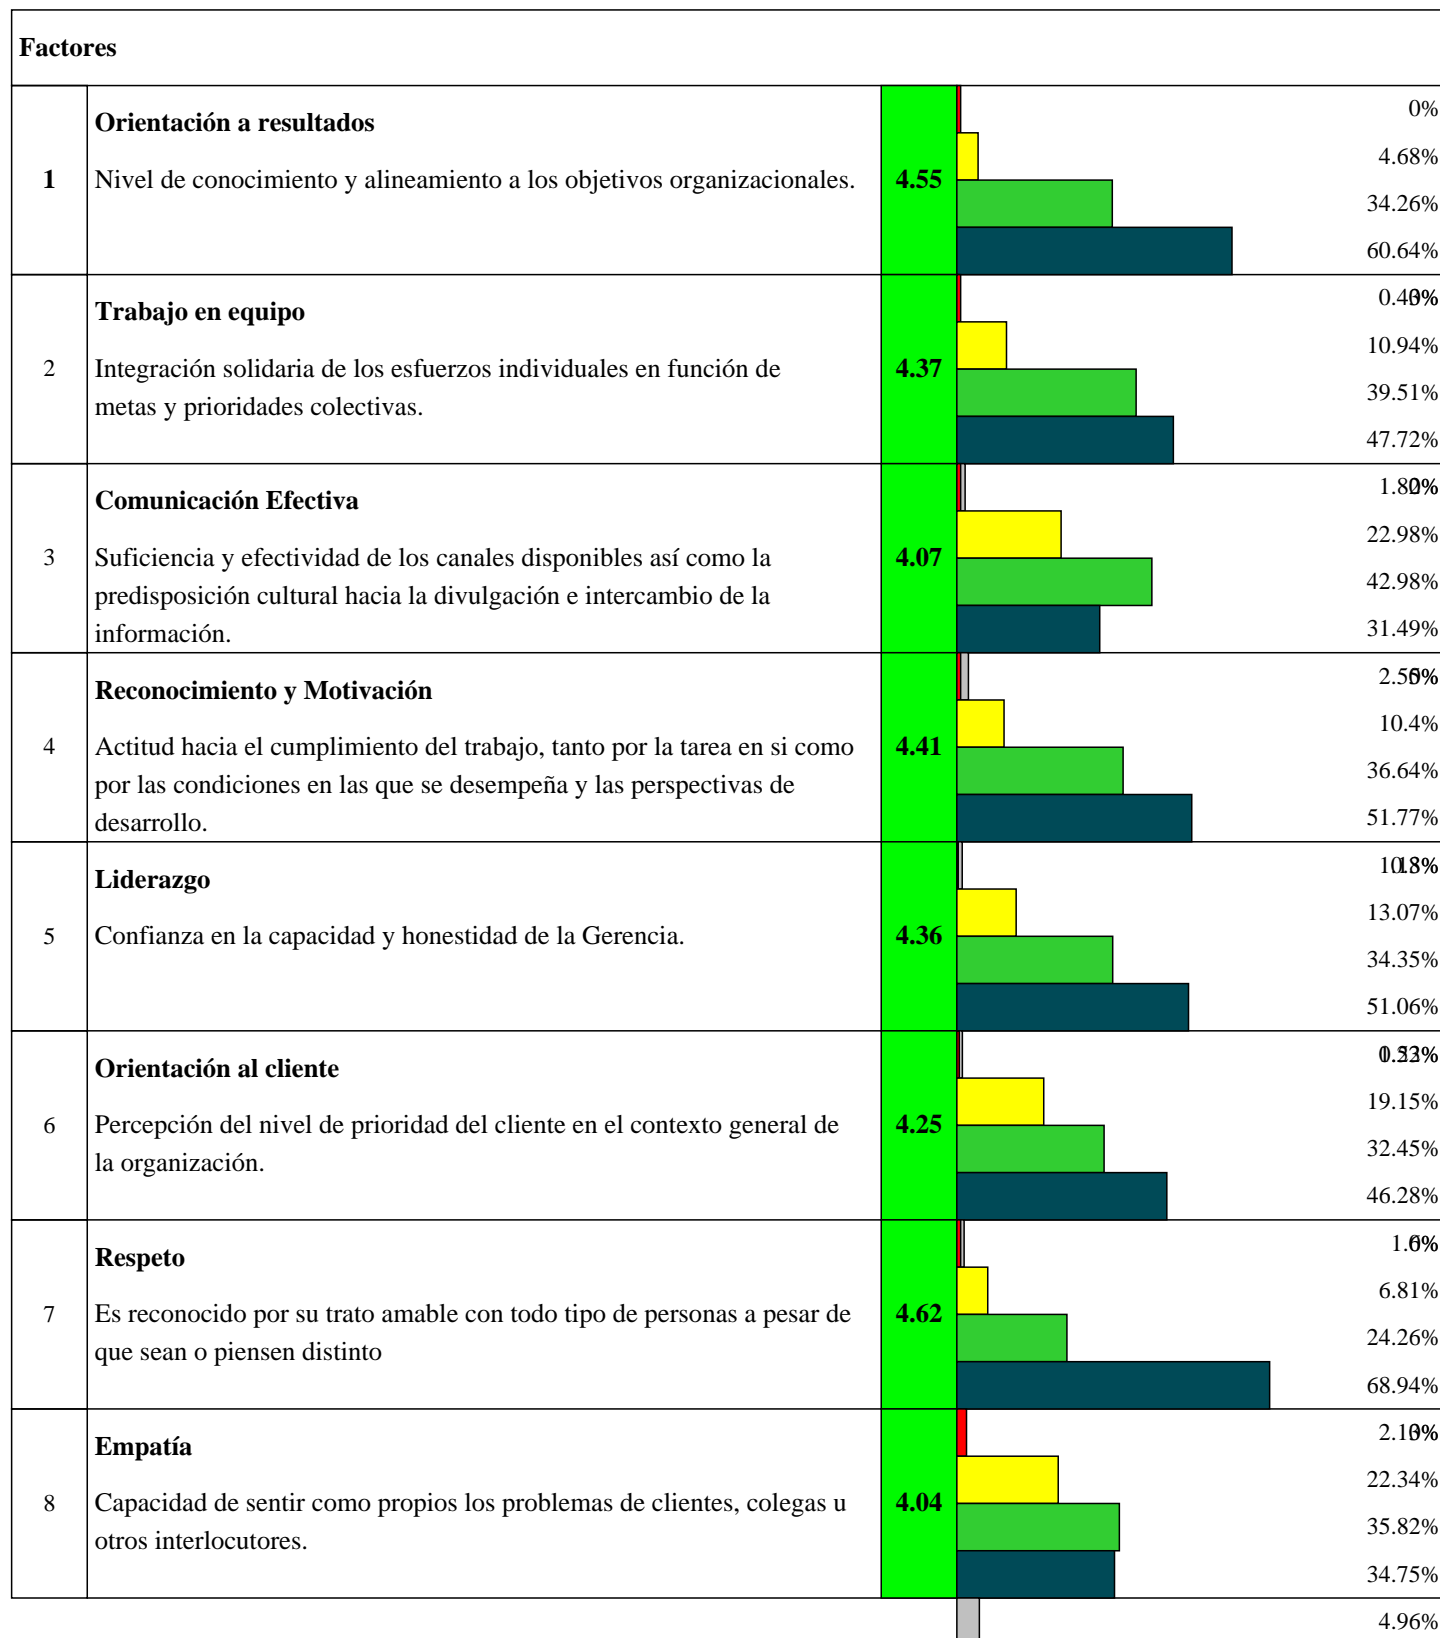 Factores
Orientación a resultados
1 Nivel de conocimiento y alineamiento a los objetivos organizacionales. 4.55
0%
4.68%
34.26%
60.64%
Trabajo en equipo
2 Integración solidaria de los esfuerzos individuales en función de 4.37
metas y prioridades colectivas.
10.94%
39.51%
47.72%
Comunicación Efectiva
3 Suficiencia y efectividad de los canales disponibles así como la 4.07
predisposición cultural hacia la divulgación e intercambio de la
información.
22.98%
42.98%
31.49%
Reconocimiento y Motivación
4 Actitud hacia el cumplimiento del trabajo, tanto por la tarea en si como 4.41
por las condiciones en las que se desempeña y las perspectivas de
desarrollo.
10.4%
36.64%
51.77%
Liderazgo
5 Confianza en la capacidad y honestidad de la Gerencia. 4.36
13.07%
34.35%
51.06%
Orientación al cliente
6 Percepción del nivel de prioridad del cliente en el contexto general de 4.25
la organización.
19.15%
32.45%
46.28%
Respeto
7 Es reconocido por su trato amable con todo tipo de personas a pesar de 4.62
que sean o piensen distinto
6.81%
24.26%
68.94%
Empatía
8 Capacidad de sentir como propios los problemas de clientes, colegas u 4.04
otros interlocutores.
22.34%
35.82%
34.75%
4.96%